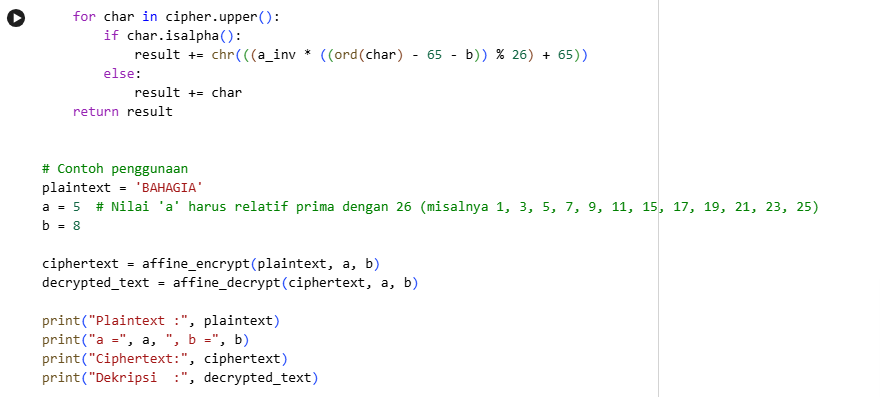 for char in cipher.upper():
if char.isalpha():
result += chr(((a_inv * ((ord(char) - 65 - b)) % 26) + 65))
else:
result += char
return result
# Contoh penggunaan
plaintext = 'BAHAGIA'
a = 5  # Nilai 'a' harus relatif prima dengan 26 (misalnya 1, 3, 5, 7, 9, 11, 15, 17, 19, 21, 23, 25)
b = 8
ciphertext = affine_encrypt(plaintext, a, b)
decrypted_text = affine_decrypt(ciphertext, a, b)
print("Plaintext :", plaintext)
print("a =", a, ", b =", b)
print("Ciphertext:", ciphertext)
print("Dekripsi  :", decrypted_text)